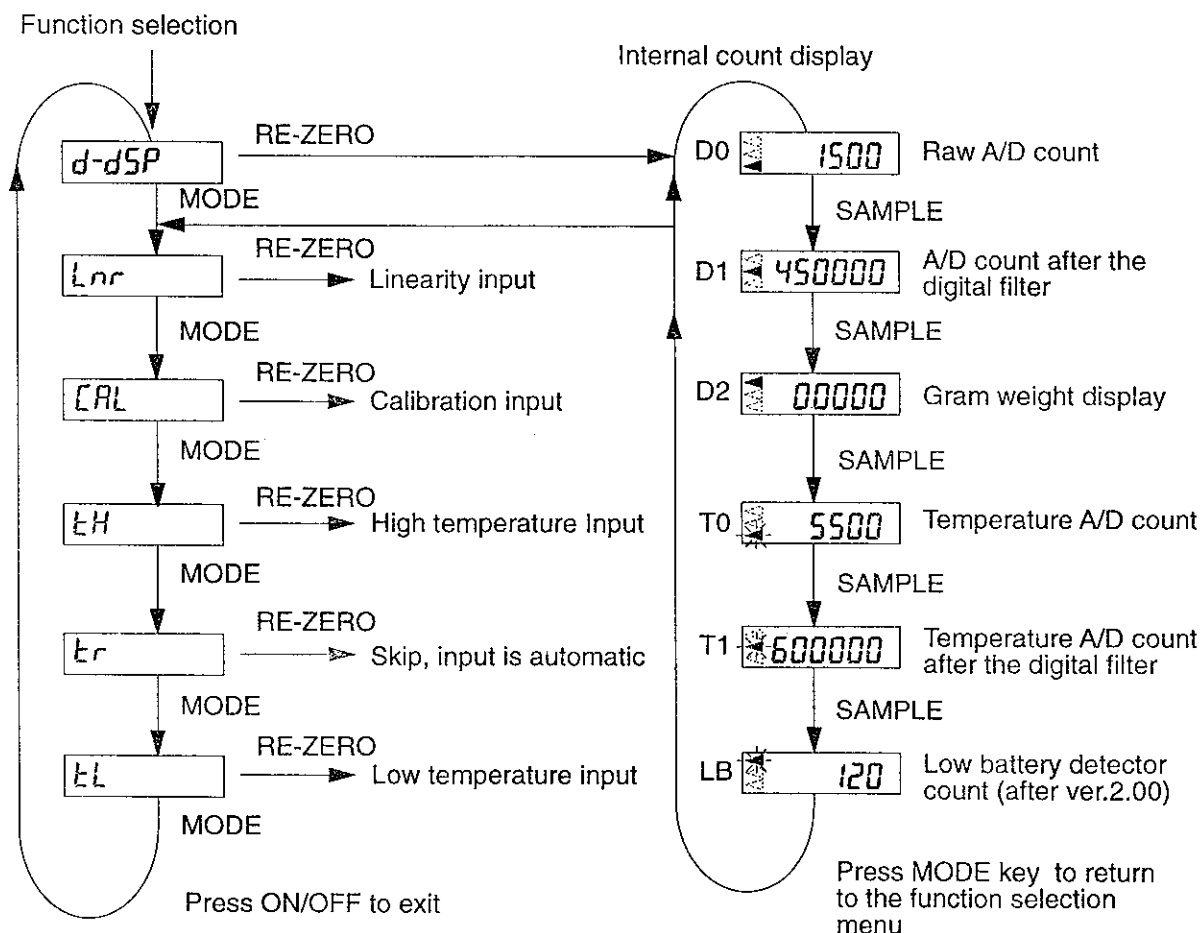 Function selection
d-dSP
RE-ZERO
MODE
Lnr
RE-ZERO
Linearity input
MODE
CAL
RE-ZERO
Calibration input
MODE
tH
RE-ZERO
High temperature Input
MODE
tr
RE-ZERO
Skip, input is automatic
MODE
tL
RE-ZERO
Low temperature input
MODE
Press ON/OFF to exit
Internal count display
D0
1500
Raw A/D count
SAMPLE
D1
450000
A/D count after the
digital filter
SAMPLE
D2
0.0000
Gram weight display
SAMPLE
T0
5500
Temperature A/D count
SAMPLE
T1
600000
Temperature A/D count
after the digital filter
SAMPLE
LB
120
Low battery detector
count (after ver.2.00)
Press MODE key to return
to the function selection
menu